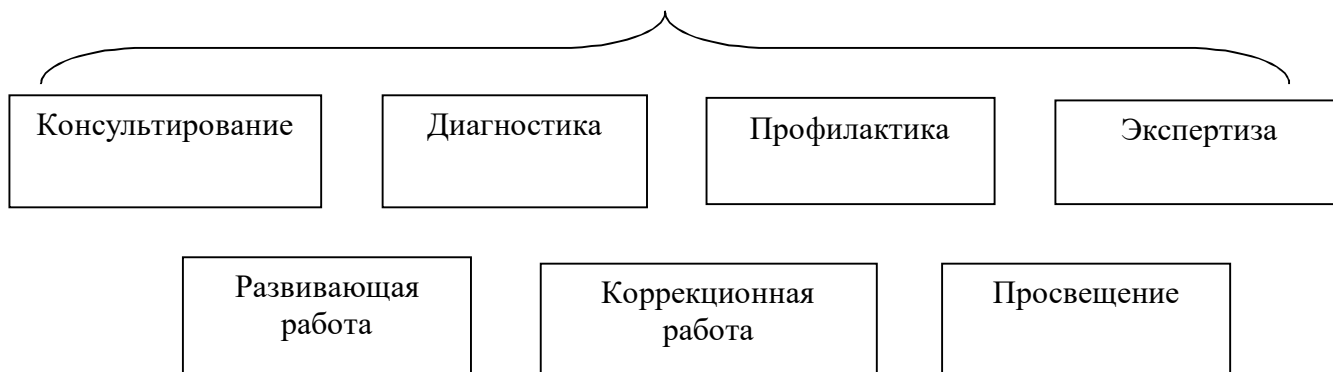 Консультирование
Диагностика
Профилактика
Экспертиза
Развивающая
работа
Коррекционная
работа
Просвещение